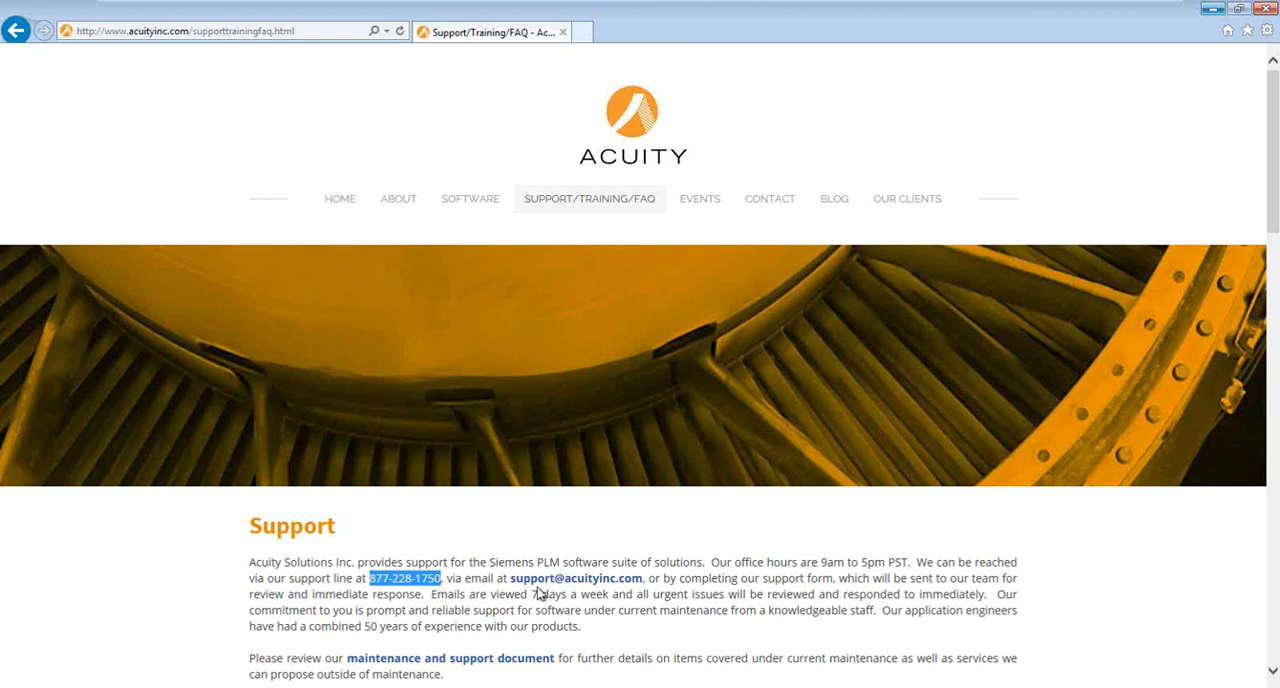 http://www.acuityinc.com/supporttrainingfaq.html
Support/Training/FAQ - Ac...
ACUITY
HOME ABOUT SOFTWARE SUPPORT/TRAINING/FAQ EVENTS CONTACT BLOG OUR CLIENTS
Support
Acuity Solutions Inc. provides support for the Siemens PLM software suite of solutions. Our office hours are 9am to 5pm PST. We can be reached
via our support line at 877-228-1750, via email at support@acuityinc.com, or by completing our support form, which will be sent to our team for
review and immediate response. Emails are viewed 7 days a week and all urgent issues will be reviewed and responded to immediately. Our
commitment to you is prompt and reliable support for software under current maintenance from a knowledgeable staff. Our application engineers
have had a combined 50 years of experience with our products.
Please review our maintenance and support document for further details on items covered under current maintenance as well as services we
can propose outside of maintenance.